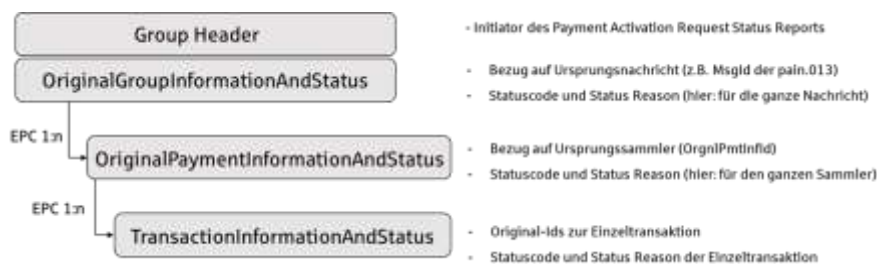 Group Header
- Initiator des Payment Activation Request Status Reports
OriginalGroupInformationAndStatus
- Bezug auf Ursprungsnachricht (z.B. MsgId der pain.013)
- Statuscode und Status Reason (hier: für die ganze Nachricht)
EPC 1:n
OriginalPaymentInformationAndStatus
- Bezug auf Ursprungssammler (OrgnlPmtInfId)
- Statuscode und Status Reason (hier: für den ganzen Sammler)
EPC 1:n
TransactionInformationAndStatus
- Original-Ids zur Einzeltransaktion
- Statuscode und Status Reason der Einzeltransaktion